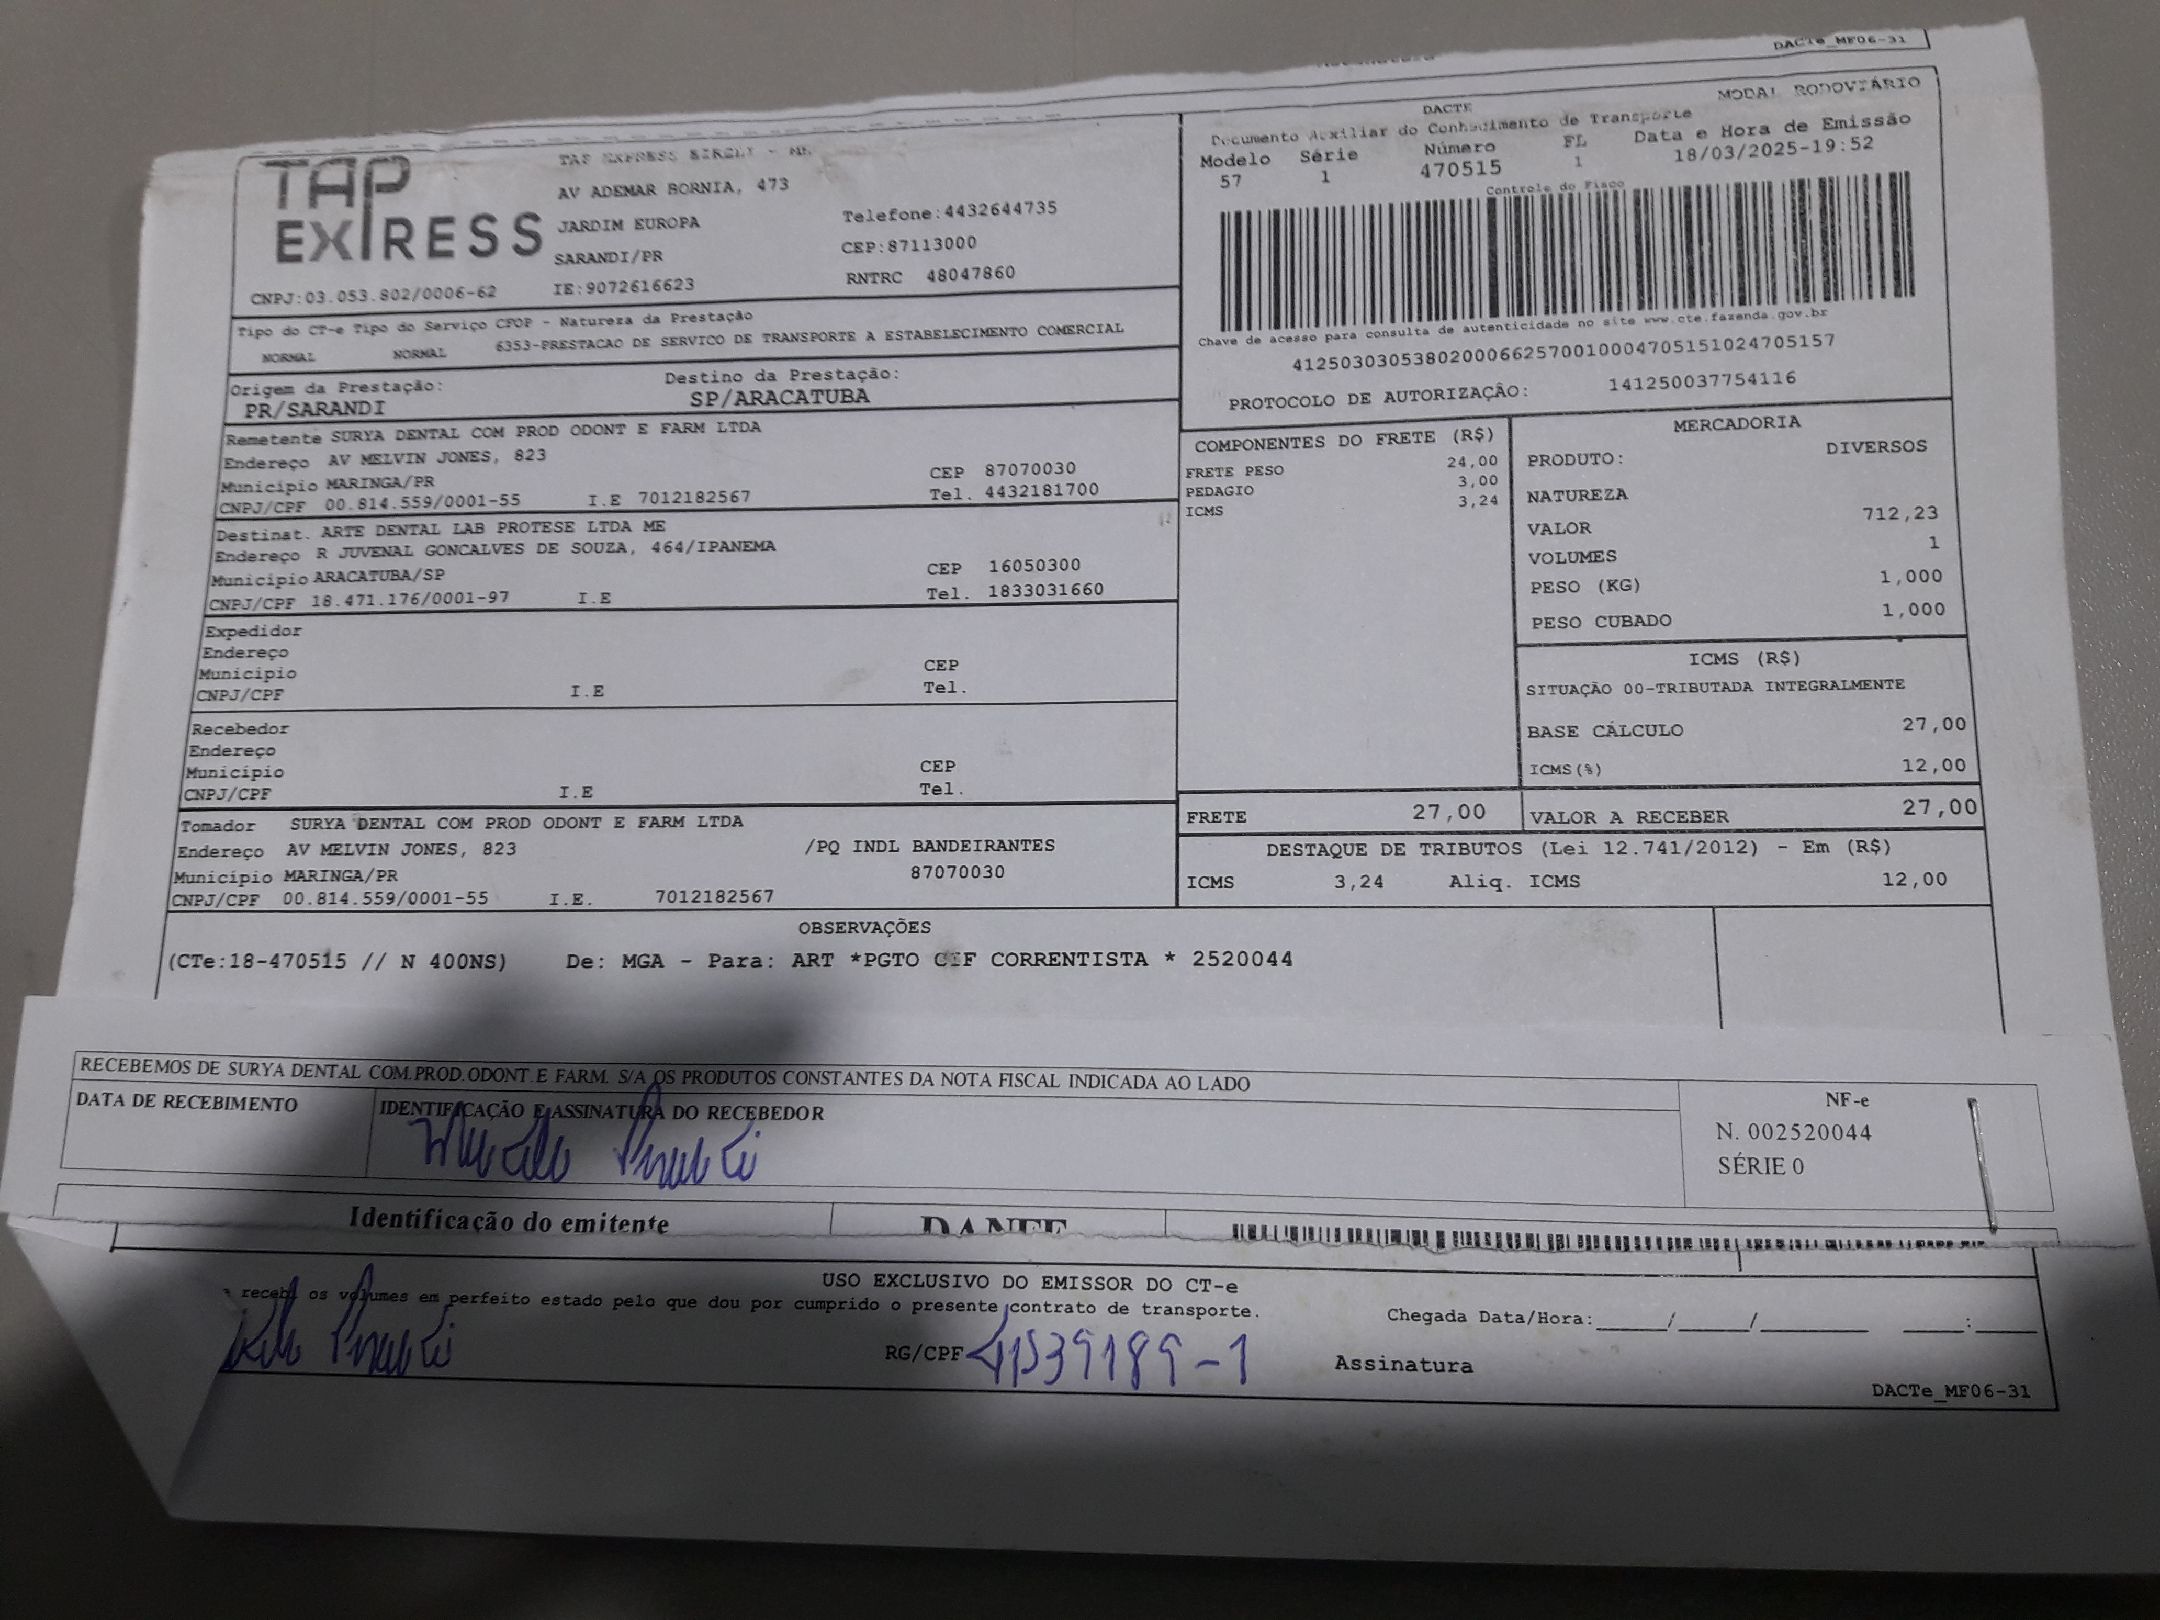 DACTe_MF06-31
TAP EXPRESS
TAP EXPRESS EIRELI - ME
AV ADEMAR BORNIA, 473
JARDIM EUROPA
Telefone:4432644735
SARANDI/PR
CEP:87113000
CNPJ:03.053.802/0006-62
IE:9072616623
RNTRC 48047860
MODAL RODOVIÁRIO
DACTE
Documento Auxiliar do Conhecimento de Transporte
Modelo Série Número FL Data e Hora de Emissão
57 1 470515 1 18/03/2025-19:52
Controle do Fisco
Chave de acesso para consulta de autenticidade no site www.cte.fazenda.gov.br
41250303053802000662570010004705151024705157
PROTOCOLO DE AUTORIZAÇÂO: 141250037754116
Tipo do CT-e Tipo do Serviço CFOP - Natureza da Prestação
NORMAL NORMAL 6353-PRESTACAO DE SERVICO DE TRANSPORTE A ESTABELECIMENTO COMERCIAL
Origem da Prestação: Destino da Prestação:
PR/SARANDI SP/ARACATUBA
Remetente SURYA DENTAL COM PROD ODONT E FARM LTDA
Endereço AV MELVIN JONES, 823
Município MARINGA/PR CEP 87070030
CNPJ/CPF 00.814.559/0001-55 I.E 7012182567 Tel. 4432181700
Destinat. ARTE DENTAL LAB PROTESE LTDA ME
Endereço R JUVENAL GONCALVES DE SOUZA, 464/IPANEMA
Município ARACATUBA/SP CEP 16050300
CNPJ/CPF 18.471.176/0001-97 I.E Tel. 1833031660
Expedidor
Endereço
Município CEP
CNPJ/CPF I.E Tel.
Recebedor
Endereço
Município CEP
CNPJ/CPF I.E Tel.
Tomador SURYA DENTAL COM PROD ODONT E FARM LTDA
Endereço AV MELVIN JONES, 823 /PQ INDL BANDEIRANTES
Município MARINGA/PR 87070030
CNPJ/CPF 00.814.559/0001-55 I.E. 7012182567
COMPONENTES DO FRETE (R$)
FRETE PESO 24,00
PEDAGIO 3,00
ICMS 3,24
MERCADORIA
PRODUTO: DIVERSOS
NATUREZA
VALOR 712,23
VOLUMES 1
PESO (KG) 1,000
PESO CUBADO 1,000
ICMS (R$)
SITUAÇÃO 00-TRIBUTADA INTEGRALMENTE
BASE CÁLCULO 27,00
ICMS(%) 12,00
FRETE 27,00 VALOR A RECEBER 27,00
DESTAQUE DE TRIBUTOS (Lei 12.741/2012) - Em (R$)
ICMS 3,24 Aliq. ICMS 12,00
OBSERVAÇÕES
(CTe:18-470515 // N 400NS) De: MGA - Para: ART *PGTO CIF CORRENTISTA * 2520044
RECEBEMOS DE SURYA DENTAL COM.PROD.ODONT.E FARM. S/A OS PRODUTOS CONSTANTES DA NOTA FISCAL INDICADA AO LADO
DATA DE RECEBIMENTO
IDENTIFICAÇÃO E ASSINATURA DO RECEBEDOR
NF-e
N. 002520044
SÉRIE 0
Identificação do emitente DANFE
USO EXCLUSIVO DO EMISSOR DO CT-e
recebi os volumes em perfeito estado pelo que dou por cumprido o presente contrato de transporte.
Chegada Data/Hora:_____/_____/________ _____:_____
RG/CPF
Assinatura
DACTe_MF06-31